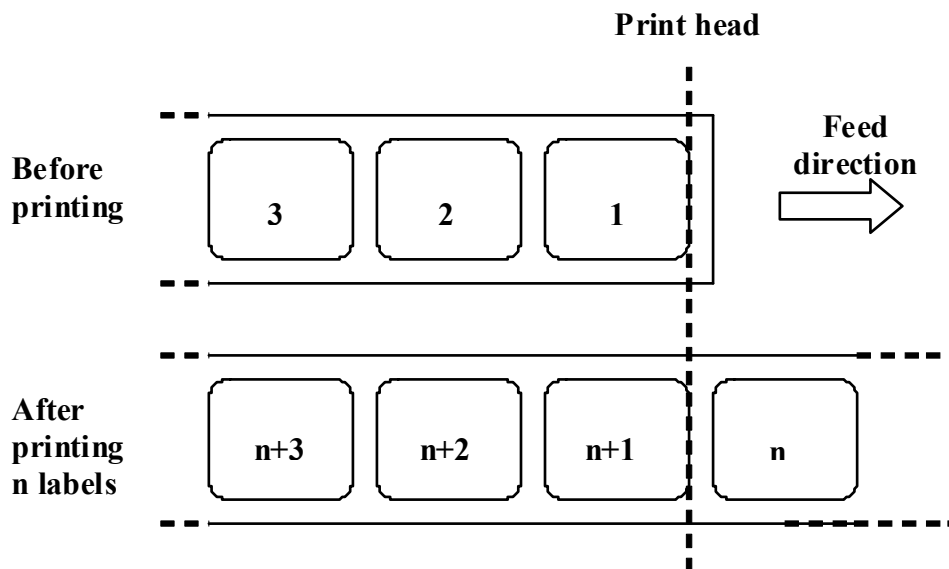 Print head
Feed
direction
Before
printing
3
2
1
After
printing
n labels
n+3
n+2
n+1
n